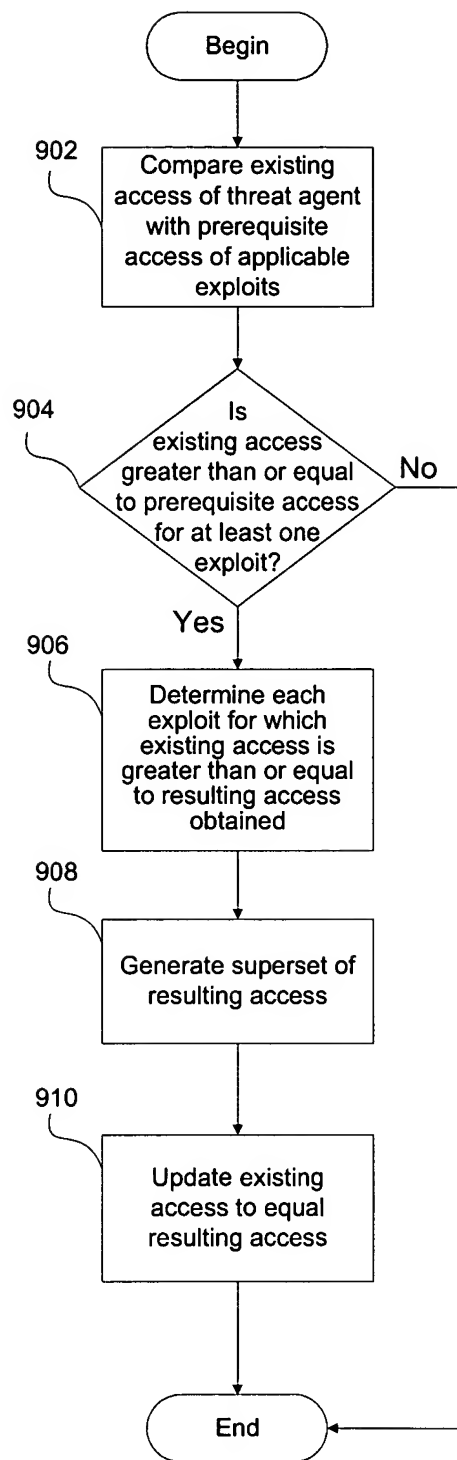 Begin
902
Compare existing
access of threat agent
with prerequisite
access of applicable
exploits
904
Is
existing access
greater than or equal
to prerequisite access
for at least one
exploit?
No
Yes
906
Determine each
exploit for which
existing access is
greater than or equal
to resulting access
obtained
908
Generate superset of
resulting access
910
Update existing
access to equal
resulting access
End